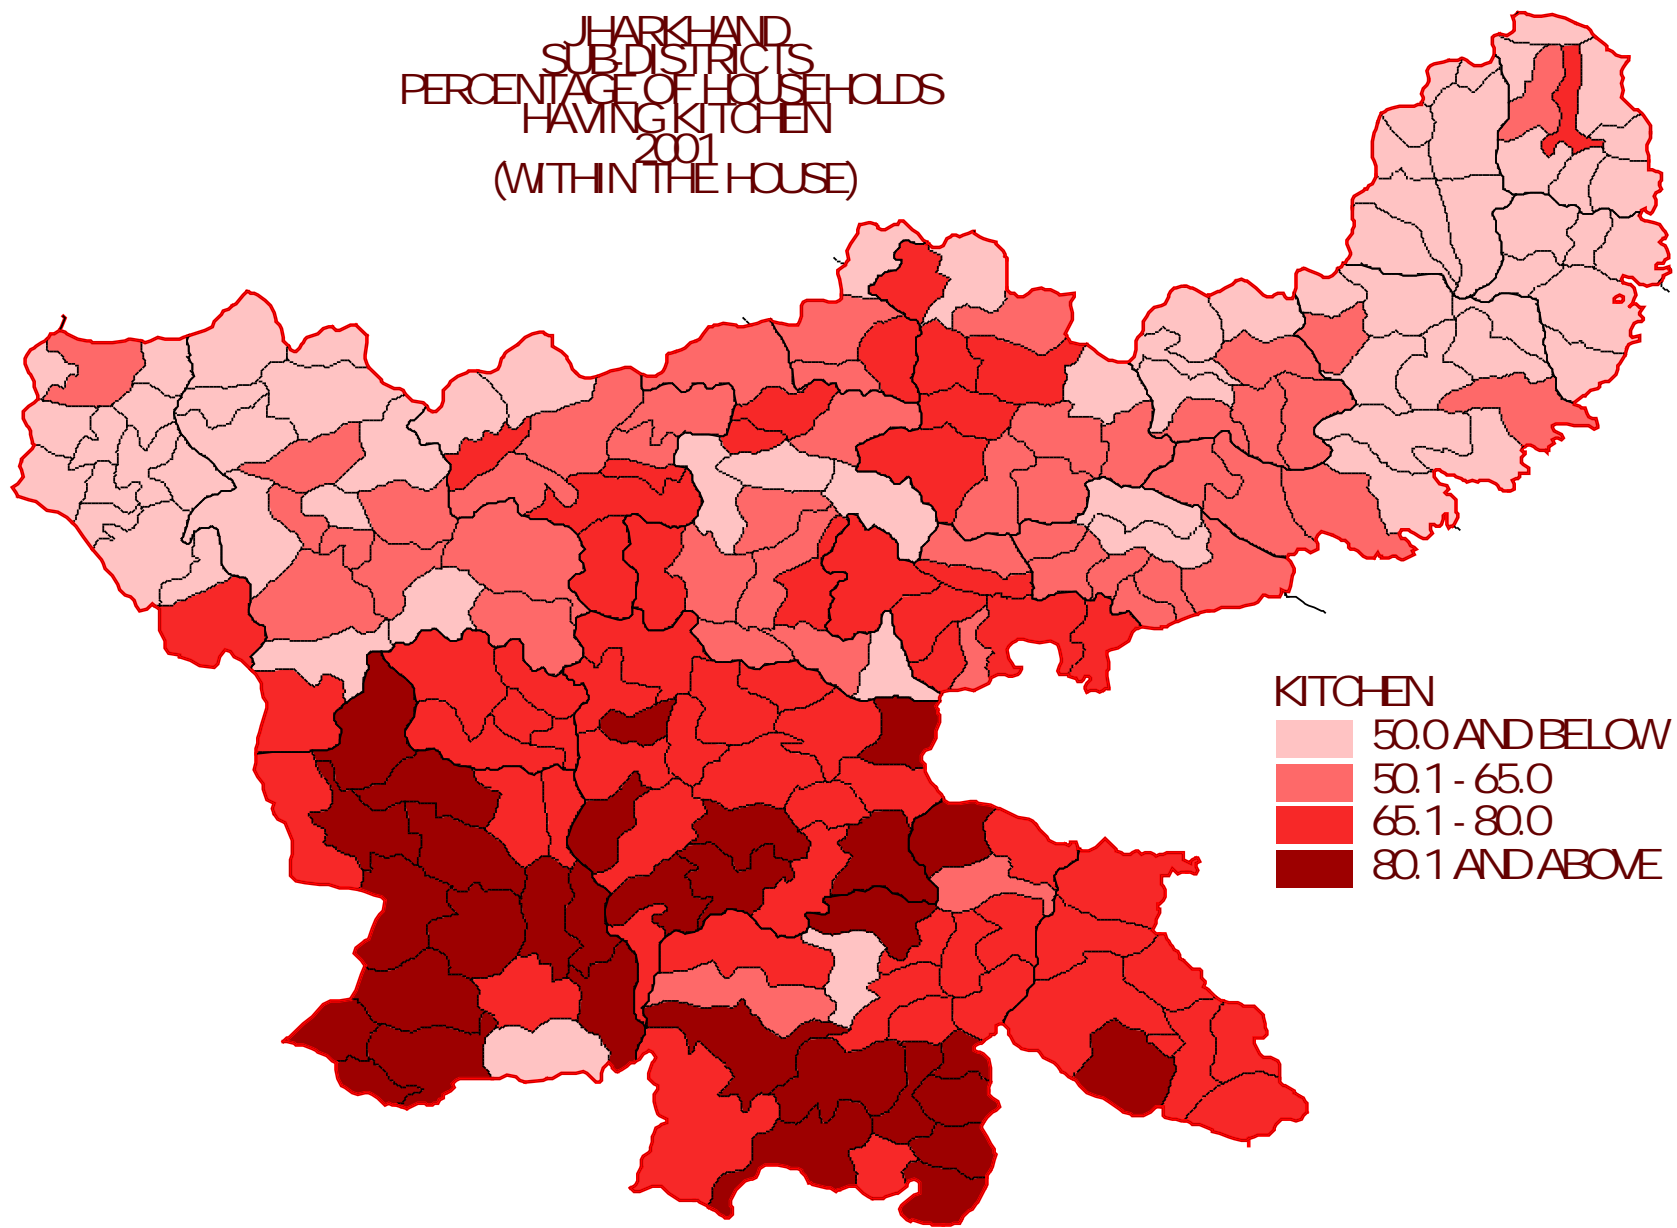 JHARKHAND
SUB-DISTRICTS
PERCENTAGE OF HOUSEHOLDS
HAVING KITCHEN
2001
(WITHIN THE HOUSE)
KITCHEN
50.0 AND BELOW
50.1 - 65.0
65.1 - 80.0
80.1 AND ABOVE